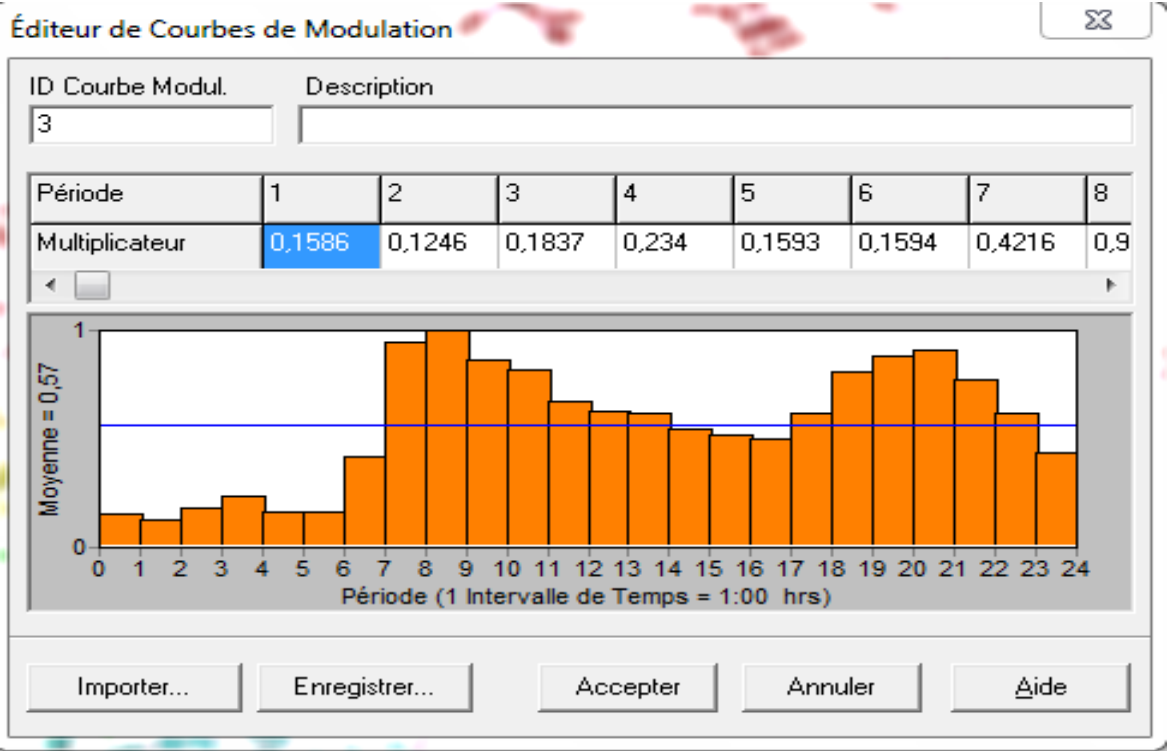 Éditeur de Courbes de Modulation
ID Courbe Modul. Description
3
Période 1 2 3 4 5 6 7 8
Multiplicateur 0,1586 0,1246 0,1837 0,234 0,1593 0,1594 0,4216 0,9
1
Moyenne = 0,57
0
0 1 2 3 4 5 6 7 8 9 10 11 12 13 14 15 16 17 18 19 20 21 22 23 24
Période (1 Intervalle de Temps = 1:00 hrs)
Importer... Enregistrer... Accepter Annuler Aide